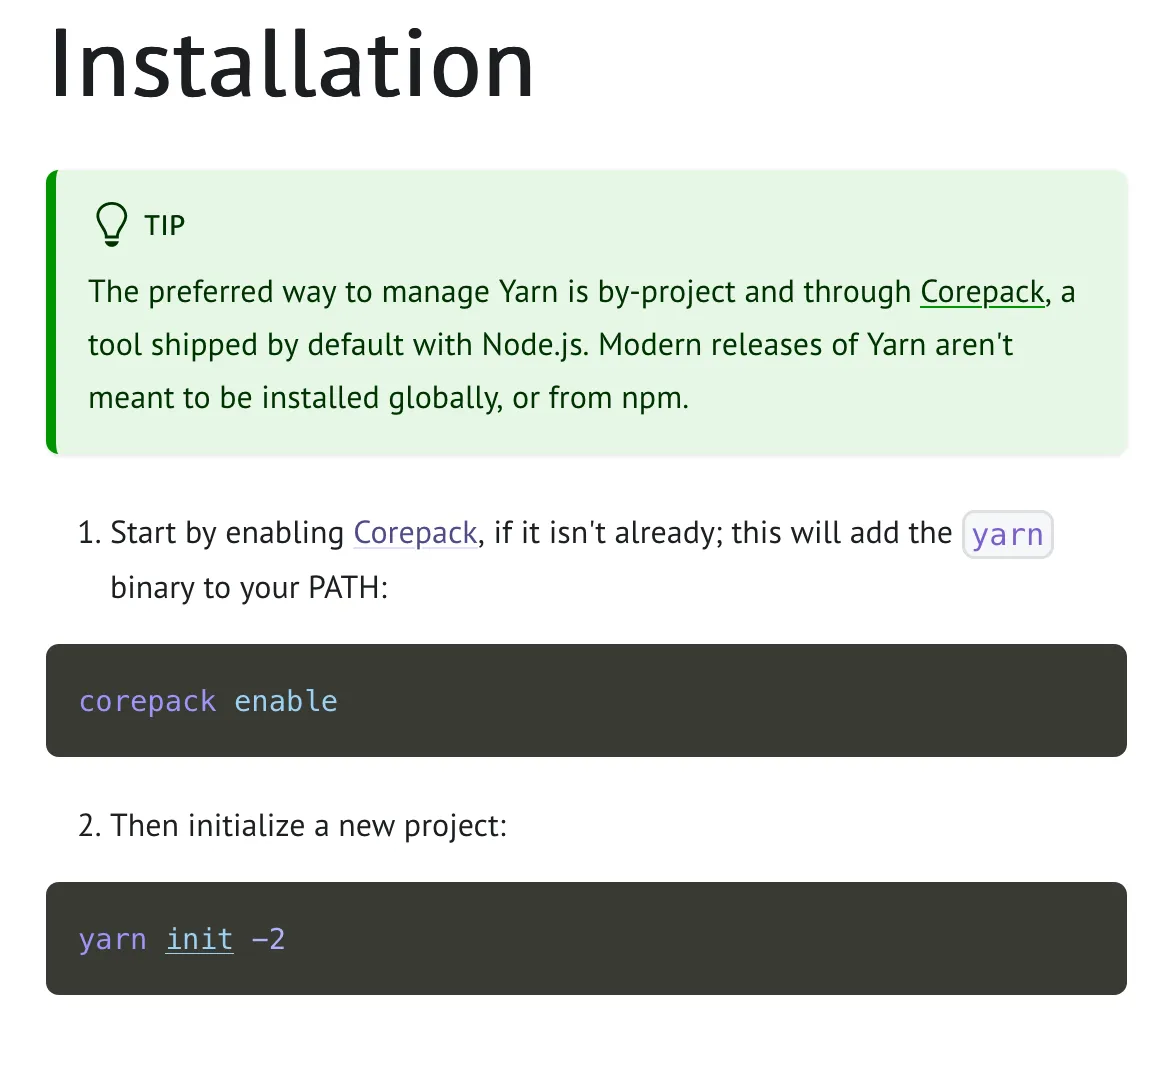 Installation
TIP
The preferred way to manage Yarn is by-project and through Corepack, a
tool shipped by default with Node.js. Modern releases of Yarn aren't
meant to be installed globally, or from npm.
1. Start by enabling Corepack, if it isn't already; this will add the yarn
binary to your PATH:
corepack enable
2. Then initialize a new project:
yarn init -2